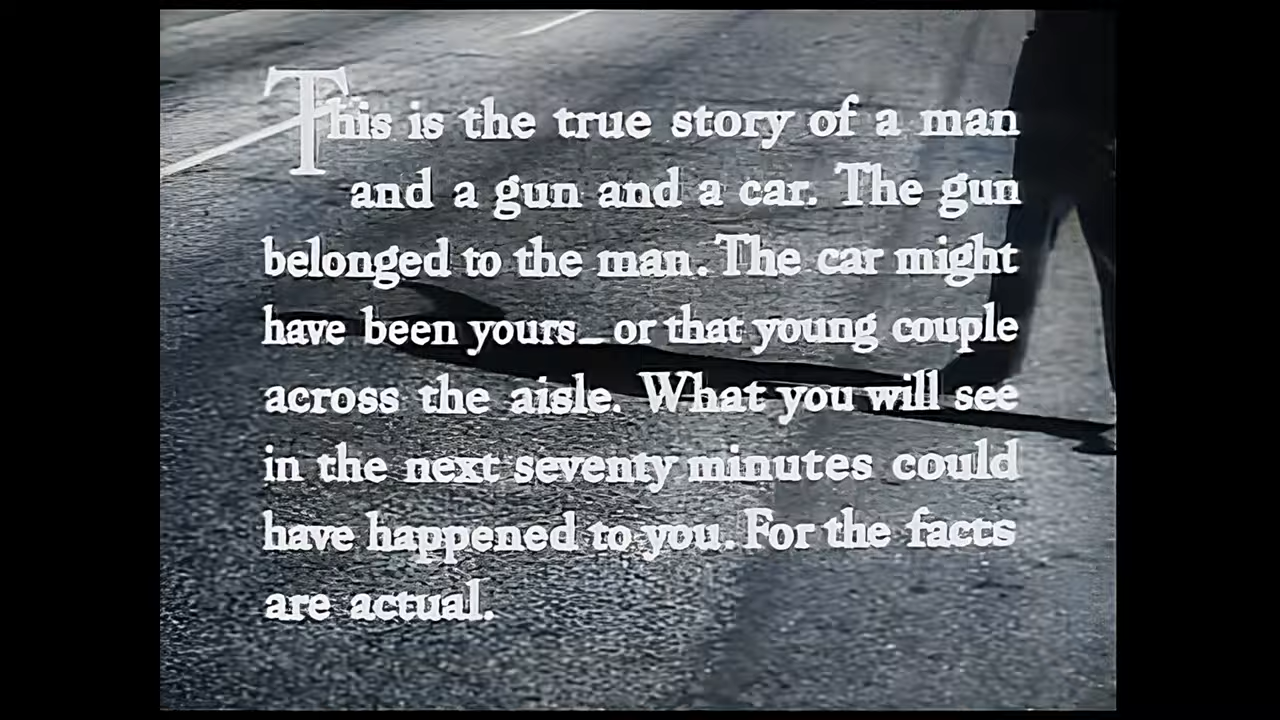 This is the true story of a man
and a gun and a car. The gun
belonged to the man. The car might
have been yours_or that young couple
across the aisle. What you will see
in the next seventy minutes could
have happened to you. For the facts
are actual.